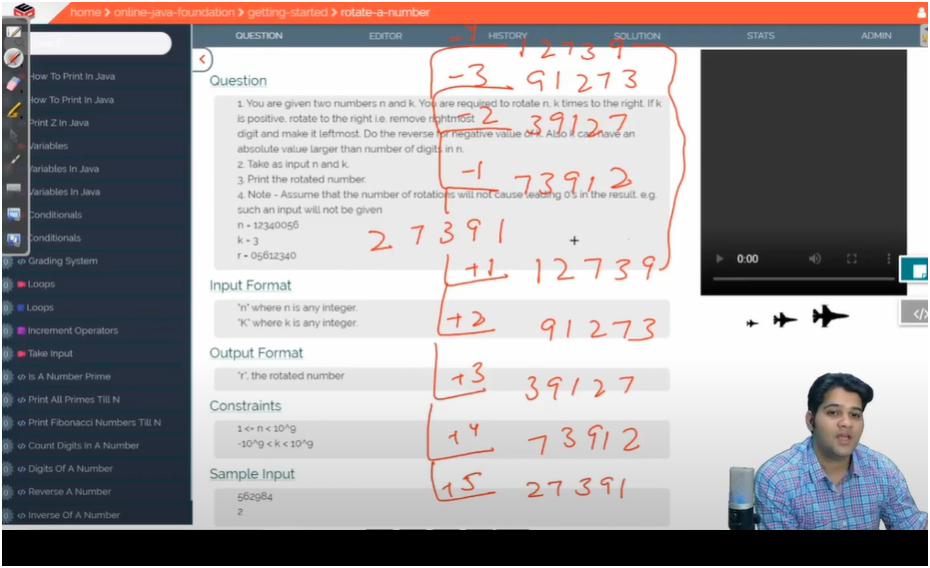 home > online-java-foundation > getting-started > rotate-a-number
QUESTION EDITOR HISTORY SOLUTION STATS ADMIN
How To Print In Java
How To Print In Java
Print Z In Java
Variables
Variables In Java
Variables In Java
Conditionals
Conditionals
Grading System
Loops
Loops
Increment Operators
Take Input
Is A Number Prime
Print All Primes Till N
Print Fibonacci Numbers Till N
Count Digits In A Number
Digits Of A Number
Reverse A Number
Inverse Of A Number
Question
1. You are given two numbers n and k. You are required to rotate n, k times to the right. If k
is positive, rotate to the right i.e. remove rightmost
digit and make it leftmost. Do the reverse for negative value of k. Also k can have an
absolute value larger than number of digits in n.
2. Take as input n and k.
3. Print the rotated number.
4. Note - Assume that the number of rotations will not cause leading 0's in the result. e.g.
such an input will not be given
n = 12340056
k = 3
r = 05612340
Input Format
"n" where n is any integer.
"K" where k is any integer.
Output Format
"r", the rotated number
Constraints
1 <= n < 10^9
-10^9 < k < 10^9
Sample Input
562984
2
-4 12739
-3 91273
-2 39127
-1 73912
27391
+1 12739
+2 91273
+3 39127
+4 73912
+5 27391
0:00